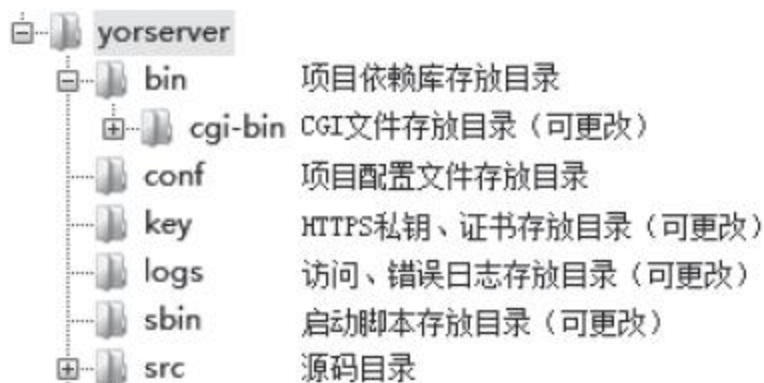 yorserver
bin 项目依赖库存放目录
cgi-bin CGI文件存放目录（可更改）
conf 项目配置文件存放目录
key HTTPS私钥、证书存放目录（可更改）
logs 访问、错误日志存放目录（可更改）
sbin 启动脚本存放目录（可更改）
src 源码目录